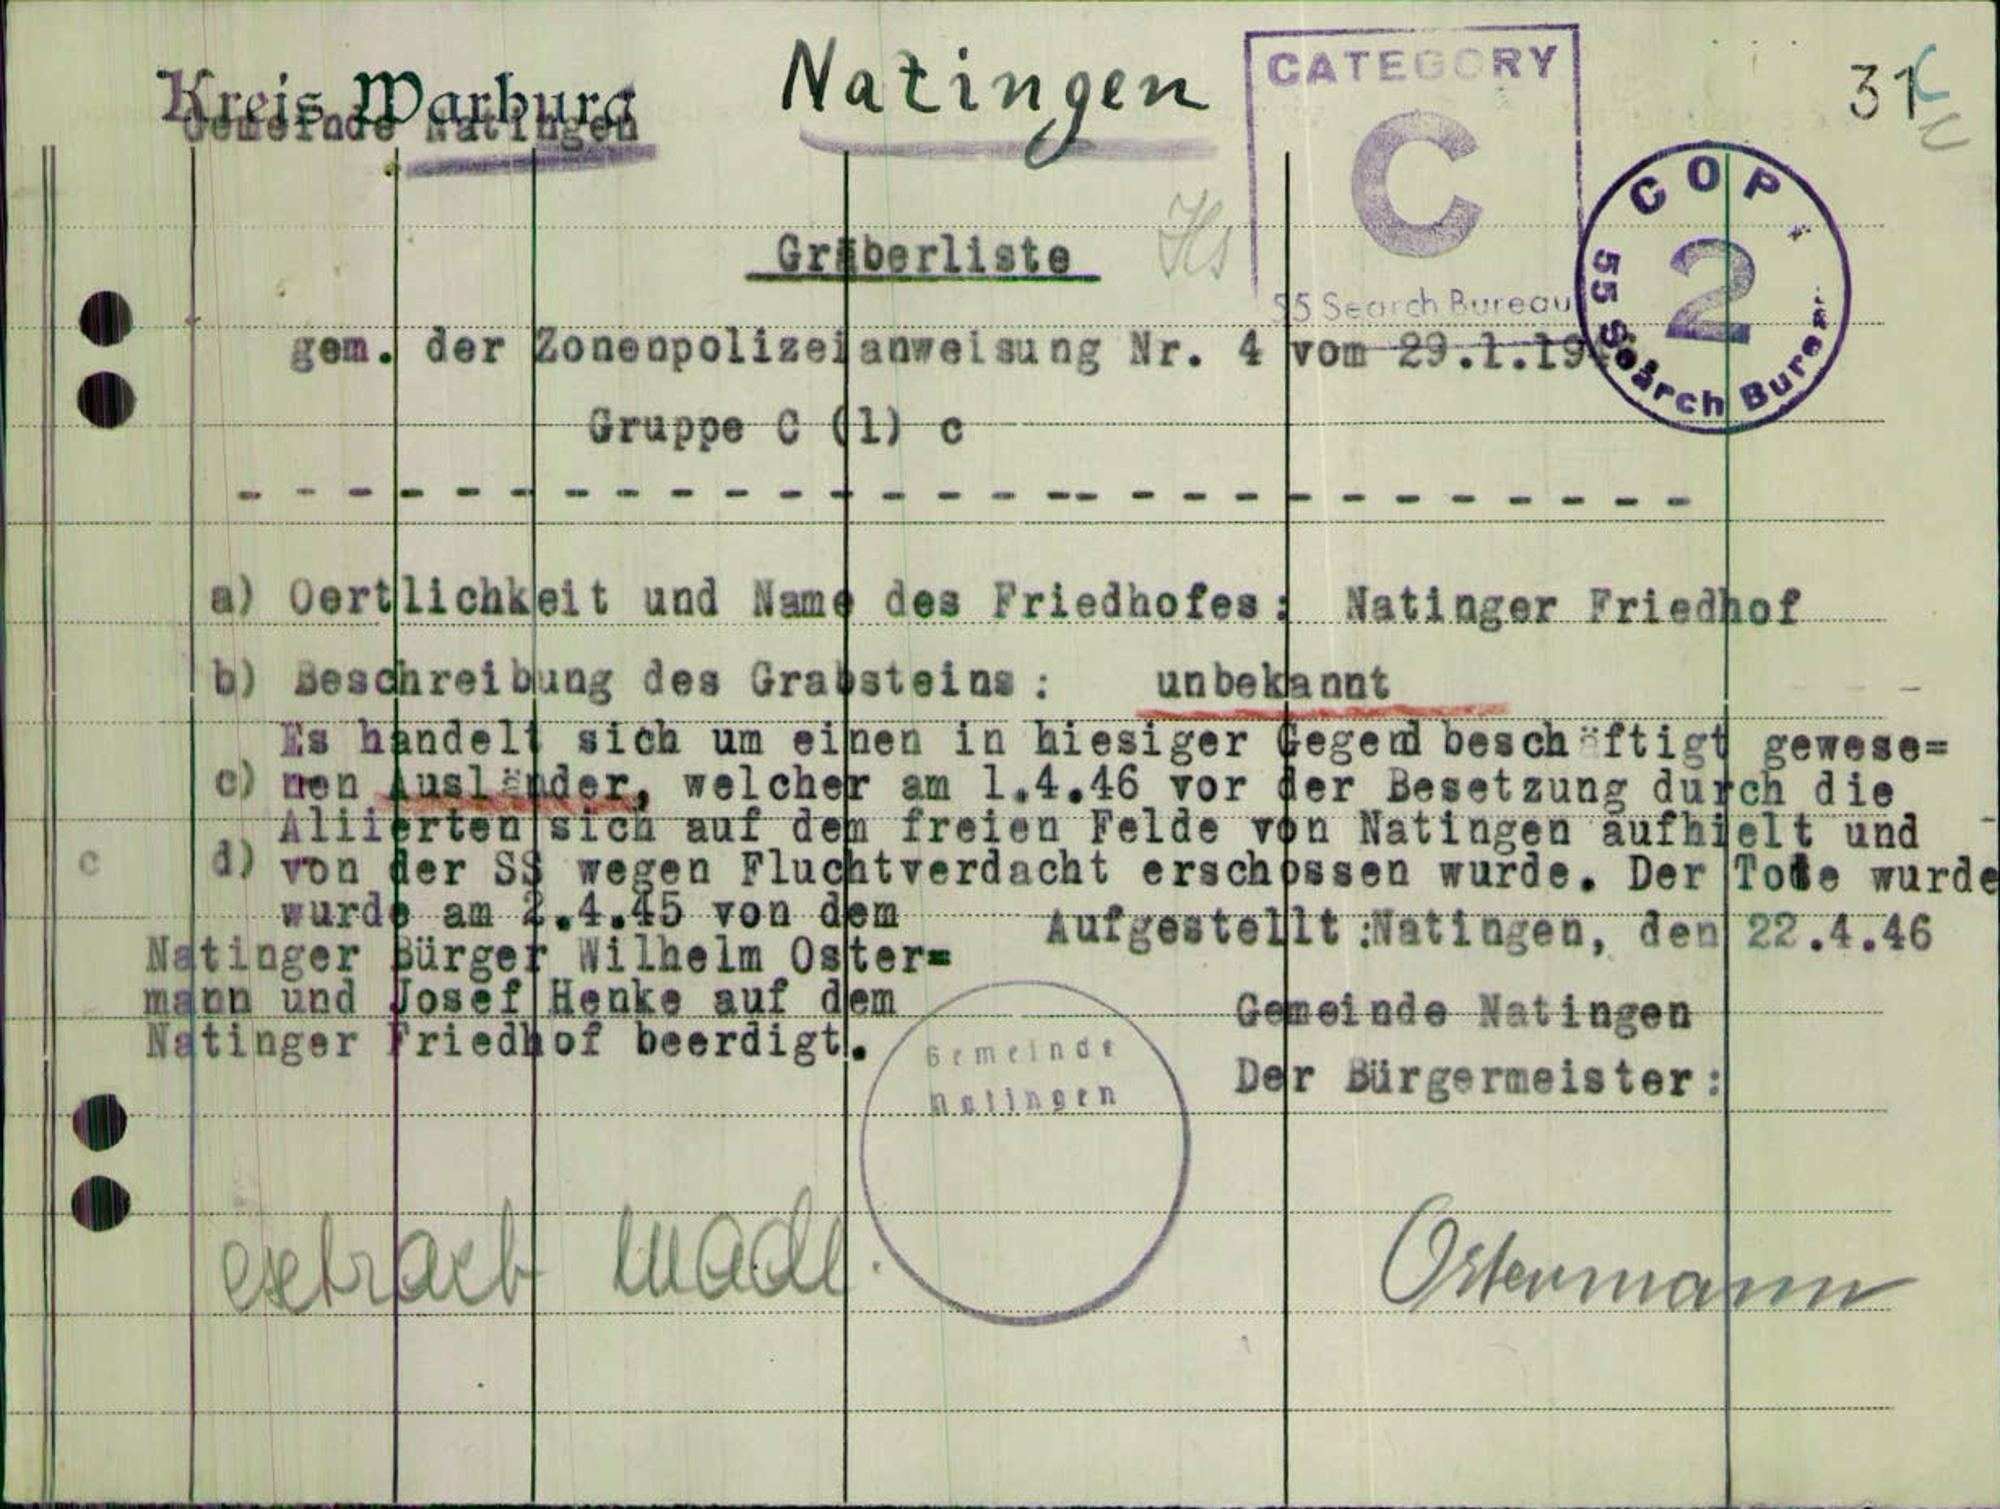 Kreis Warburg
Gemeinde Natingen
Natingen
CATEGORY
C
55 Search Bureau
31
COP
2
55 Search Bureau
Gräberliste
gem. der Zonenpolizeianweisung Nr. 4 vom 29.1.19
Gruppe C (1) c
- - - - - - - - - - - - - - - - - - - - - - - - - - - -
a) Oertlichkeit und Name des Friedhofes: Natinger Friedhof
b) Beschreibung des Grabsteins: unbekannt
Es handelt sich um einen in hiesiger Gegend beschäftigt gewese=
c) nen Ausländer, welcher am 1.4.46 vor der Besetzung durch die
Aliierten sich auf dem freien Felde von Natingen aufhielt und
c d) von der SS wegen Fluchtverdacht erschossen wurde. Der Tote wurde
wurde am 2.4.45 von dem
Natinger Bürger Wilhelm Oster=
mann und Josef Henke auf dem
Natinger Friedhof beerdigt.
Aufgestellt:Natingen, den 22.4.46
Gemeinde Natingen
Der Bürgermeister:
Gemeinde
Natingen
extract made.
Ostermann